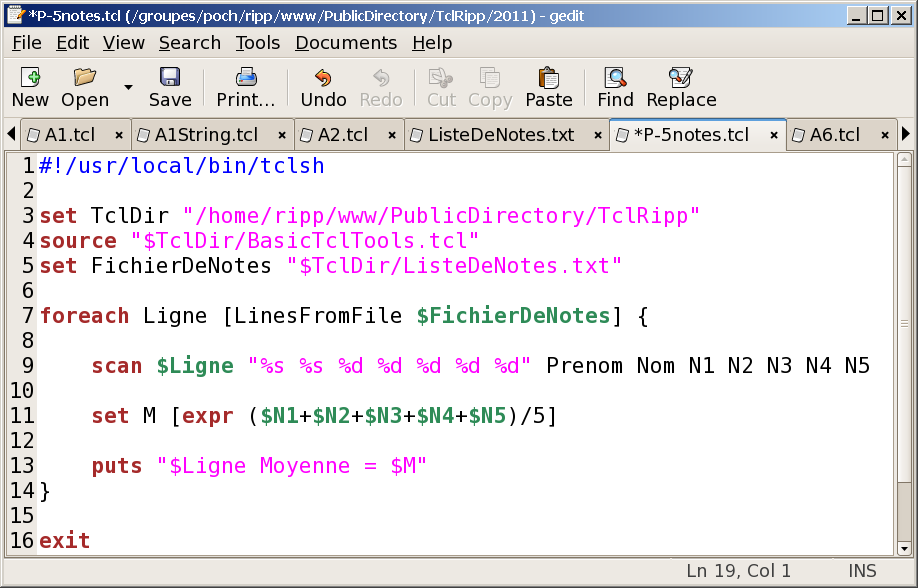 *P-5notes.tcl (/groupes/poch/ripp/www/PublicDirectory/TclRipp/2011) - gedit
File Edit View Search Tools Documents Help
New Open Save Print... Undo Redo Cut Copy Paste Find Replace
A1.tcl A1String.tcl A2.tcl ListeDeNotes.txt *P-5notes.tcl A6.tcl
1 #!/usr/local/bin/tclsh
2
3 set TclDir "/home/ripp/www/PublicDirectory/TclRipp"
4 source "$TclDir/BasicTclTools.tcl"
5 set FichierDeNotes "$TclDir/ListeDeNotes.txt"
6
7 foreach Ligne [LinesFromFile $FichierDeNotes] {
8
9     scan $Ligne "%s %s %d %d %d %d %d" Prenom Nom N1 N2 N3 N4 N5
10
11     set M [expr ($N1+$N2+$N3+$N4+$N5)/5]
12
13     puts "$Ligne Moyenne = $M"
14 }
15
16 exit
Ln 19, Col 1 INS